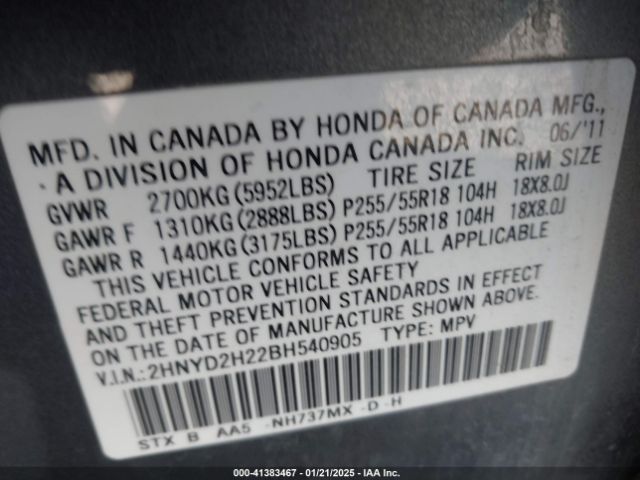 MFD. IN CANADA BY HONDA OF CANADA MFG.,
A DIVISION OF HONDA CANADA INC. 06/'11
GVWR 2700KG (5952LBS) TIRE SIZE RIM SIZE
GAWR F 1310KG (2888LBS) P255/55R18 104H 18X8.0J
GAWR R 1440KG (3175LBS) P255/55R18 104H 18X8.0J
THIS VEHICLE CONFORMS TO ALL APPLICABLE
FEDERAL MOTOR VEHICLE SAFETY
AND THEFT PREVENTION STANDARDS IN EFFECT
ON THE DATE OF MANUFACTURE SHOWN ABOVE.
V.I.N.: 2HNYD2H22BH540905 TYPE: MPV
STX B AA5 -NH737MX -D -H
000-41383467 - 01/21/2025 - IAA Inc.